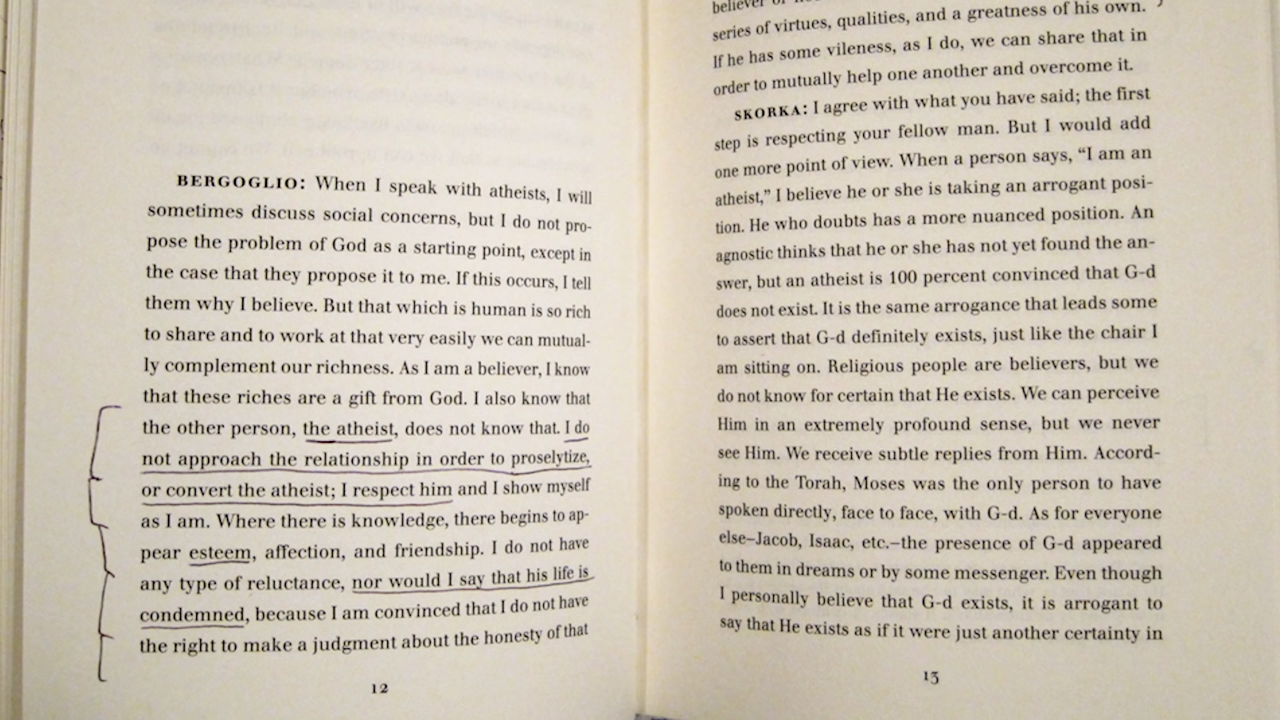 BERGOGLIO: When I speak with atheists, I will
sometimes discuss social concerns, but I do not pro-
pose the problem of God as a starting point, except in
the case that they propose it to me. If this occurs, I tell
them why I believe. But that which is human is so rich
to share and to work at that very easily we can mutual-
ly complement our richness. As I am a believer, I know
that these riches are a gift from God. I also know that
the other person, the atheist, does not know that. I do
not approach the relationship in order to proselytize,
or convert the atheist; I respect him and I show myself
as I am. Where there is knowledge, there begins to ap-
pear esteem, affection, and friendship. I do not have
any type of reluctance, nor would I say that his life is
condemned, because I am convinced that I do not have
the right to make a judgment about the honesty of that
12
believer or
series of virtues, qualities, and a greatness of his own.
If he has some vileness, as I do, we can share that in
order to mutually help one another and overcome it.
SKORKA: I agree with what you have said; the first
step is respecting your fellow man. But I would add
one more point of view. When a person says, “I am an
atheist,” I believe he or she is taking an arrogant posi-
tion. He who doubts has a more nuanced position. An
agnostic thinks that he or she has not yet found the an-
swer, but an atheist is 100 percent convinced that G-d
does not exist. It is the same arrogance that leads some
to assert that G-d definitely exists, just like the chair I
am sitting on. Religious people are believers, but we
do not know for certain that He exists. We can perceive
Him in an extremely profound sense, but we never
see Him. We receive subtle replies from Him. Accord-
ing to the Torah, Moses was the only person to have
spoken directly, face to face, with G-d. As for everyone
else–Jacob, Isaac, etc.–the presence of G-d appeared
to them in dreams or by some messenger. Even though
I personally believe that G-d exists, it is arrogant to
say that He exists as if it were just another certainty in
13